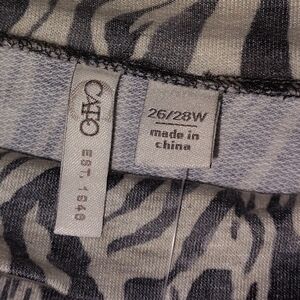 CATO
EST. 1946
26/28W
made in
china